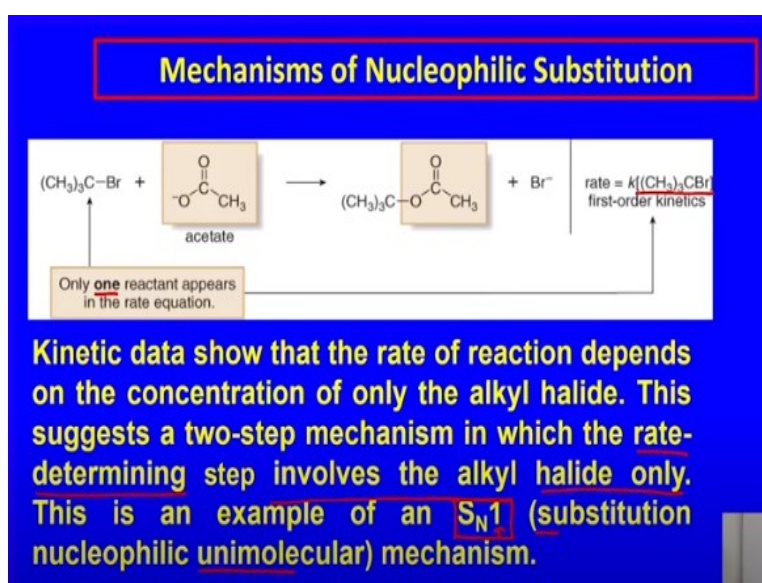 Mechanisms of Nucleophilic Substitution
(CH₃)₃C–Br + ⁻O O CH₃ → (CH₃)₃C–O O CH₃ + Br⁻ rate = k[(CH₃)₃CBr]
first-order kinetics
acetate
Only one reactant appears
in the rate equation.
Kinetic data show that the rate of reaction depends
on the concentration of only the alkyl halide. This
suggests a two-step mechanism in which the rate-
determining step involves the alkyl halide only.
This is an example of an SN1 (substitution
nucleophilic unimolecular) mechanism.